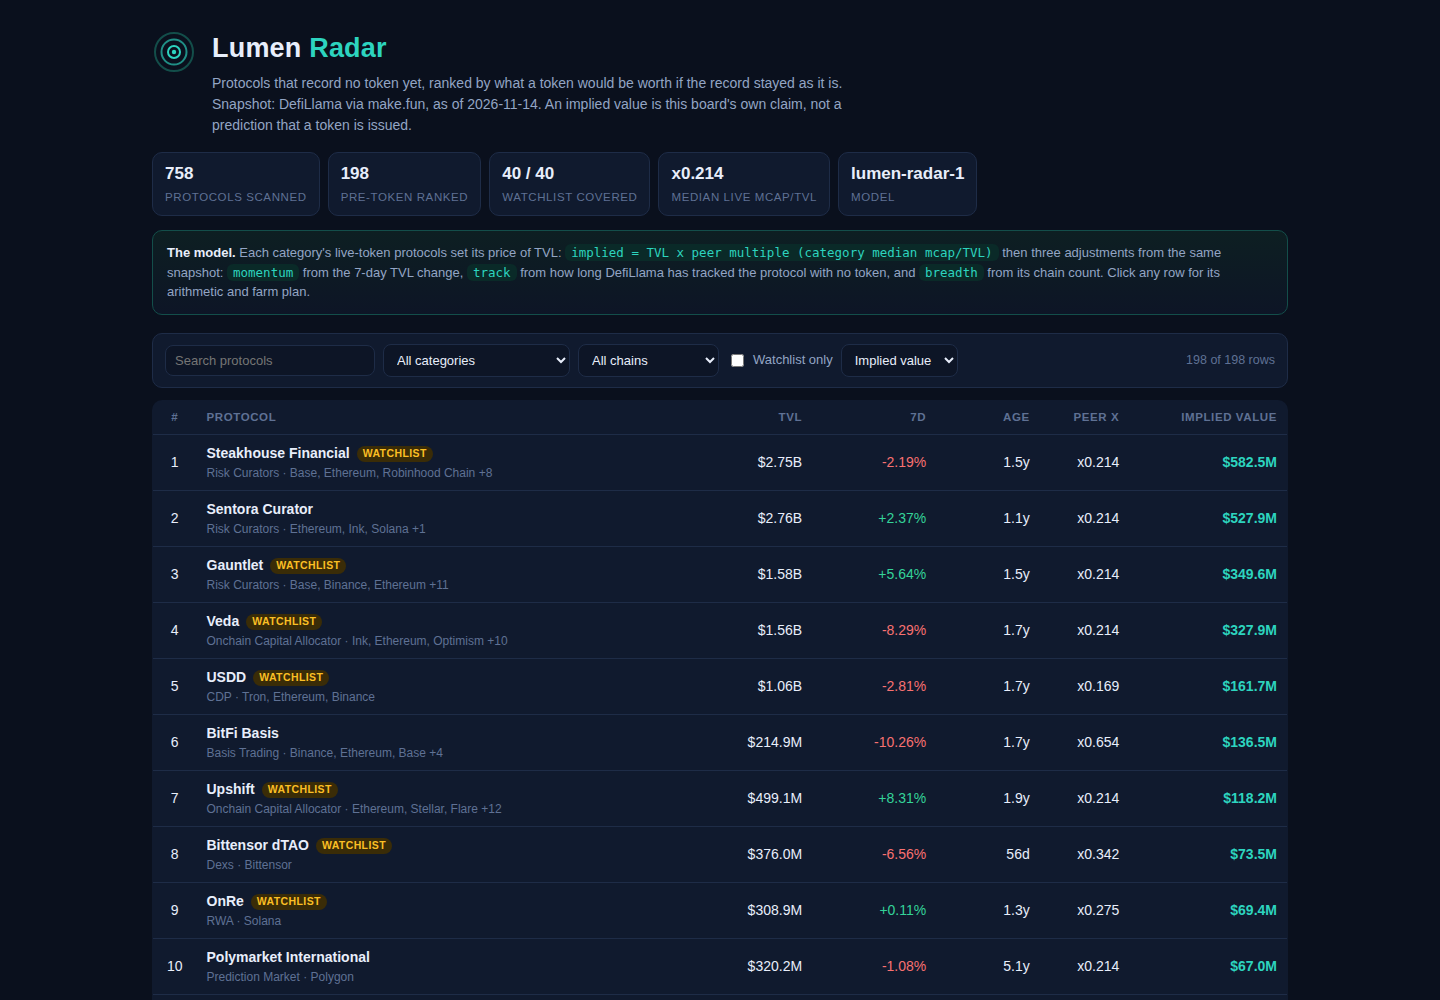 Lumen Radar
Protocols that record no token yet, ranked by what a token would be worth if the record stayed as it is.
Snapshot: DefiLlama via make.fun, as of 2026-11-14. An implied value is this board's own claim, not a
prediction that a token is issued.
758
PROTOCOLS SCANNED
198
PRE-TOKEN RANKED
40 / 40
WATCHLIST COVERED
x0.214
MEDIAN LIVE MCAP/TVL
lumen-radar-1
MODEL
The model. Each category's live-token protocols set its price of TVL: implied = TVL x peer multiple (category median mcap/TVL) then three adjustments from the same
snapshot: momentum from the 7-day TVL change, track from how long DefiLlama has tracked the protocol with no token, and breadth from its chain count. Click any row for its
arithmetic and farm plan.
Search protocols All categories All chains Watchlist only Implied value 198 of 198 rows
# PROTOCOL TVL 7D AGE PEER X IMPLIED VALUE
1 Steakhouse Financial WATCHLIST $2.75B -2.19% 1.5y x0.214 $582.5M
Risk Curators · Base, Ethereum, Robinhood Chain +8
2 Sentora Curator $2.76B +2.37% 1.1y x0.214 $527.9M
Risk Curators · Ethereum, Ink, Solana +1
3 Gauntlet WATCHLIST $1.58B +5.64% 1.5y x0.214 $349.6M
Risk Curators · Base, Binance, Ethereum +11
4 Veda WATCHLIST $1.56B -8.29% 1.7y x0.214 $327.9M
Onchain Capital Allocator · Ink, Ethereum, Optimism +10
5 USDD WATCHLIST $1.06B -2.81% 1.7y x0.169 $161.7M
CDP · Tron, Ethereum, Binance
6 BitFi Basis $214.9M -10.26% 1.7y x0.654 $136.5M
Basis Trading · Binance, Ethereum, Base +4
7 Upshift WATCHLIST $499.1M +8.31% 1.9y x0.214 $118.2M
Onchain Capital Allocator · Ethereum, Stellar, Flare +12
8 Bittensor dTAO WATCHLIST $376.0M -6.56% 56d x0.342 $73.5M
Dexs · Bittensor
9 OnRe WATCHLIST $308.9M +0.11% 1.3y x0.275 $69.4M
RWA · Solana
10 Polymarket International $320.2M -1.08% 5.1y x0.214 $67.0M
Prediction Market · Polygon